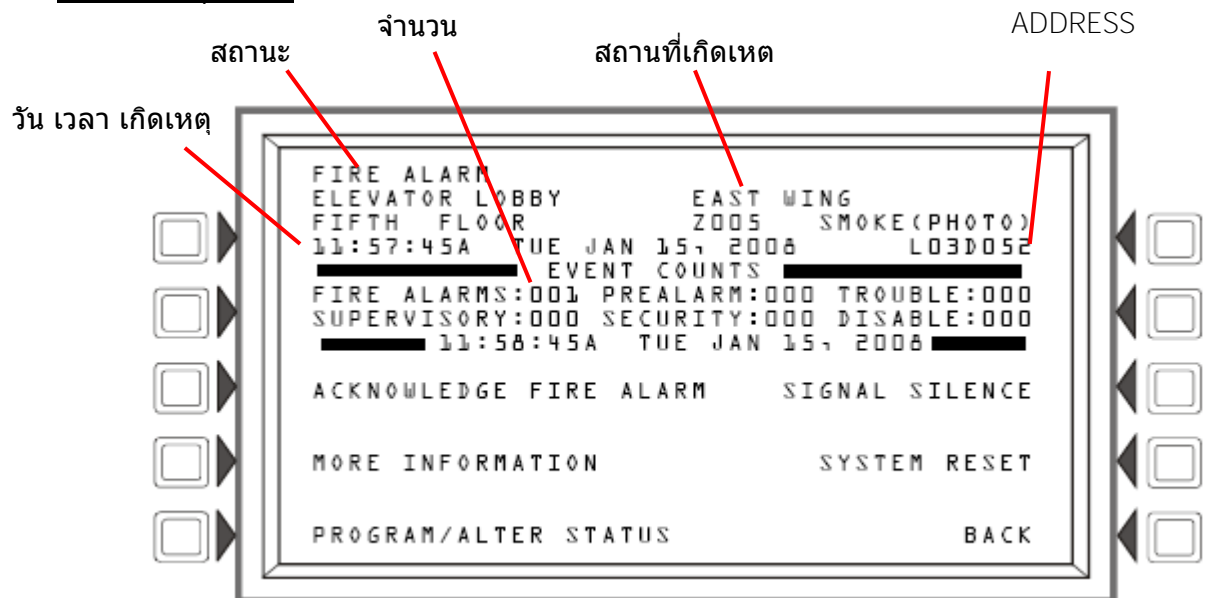 จำนวน
ADDRESS
สถานะ
สถานที่เกิดเหต
วัน เวลา เกิดเหตุ
FIRE ALARM
ELEVATOR LOBBY EAST WING
FIFTH FLOOR Z005 SMOKE(PHOTO)
11:57:45A TUE JAN 15, 2008 L03D052
EVENT COUNTS
FIRE ALARMS:001 PREALARM:000 TROUBLE:000
SUPERVISORY:000 SECURITY:000 DISABLE:000
11:58:45A TUE JAN 15, 2008
ACKNOWLEDGE FIRE ALARM SIGNAL SILENCE
MORE INFORMATION SYSTEM RESET
PROGRAM/ALTER STATUS BACK